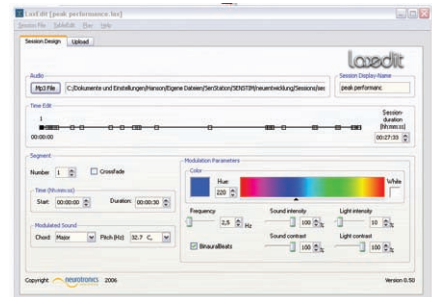 LaxEdit [peak performance.lax]
Session File TableEdit Play Help
Session Design Upload
laxedit
Audio
Mp3 File C:/Dokumente und Einstellungen/Hanson/Eigene Dateien/SenStation/SENSTIM/neuentwicklung/Sessions/ses
Session Display-Name
peak performanc
Time Edit
1
00:00:00
Session-duration
(hh:mm:ss)
00:27:33
Segment
Number 1 Crossfade
Time (hh:mm:ss)
Start 00:00:00 Duration: 00:00:30
Modulated Sound
Chord Major Pitch (Hz) 32.7 C,
Modulation Parameters
Color
Hue
220
White
Frequency
2,5 Hz
BinauralBeats
Sound intensity
100 %
Light intensity
10 %
Sound contrast
100 %
Light contrast
100 %
Copyright neurotronics 2006 Version 0.50